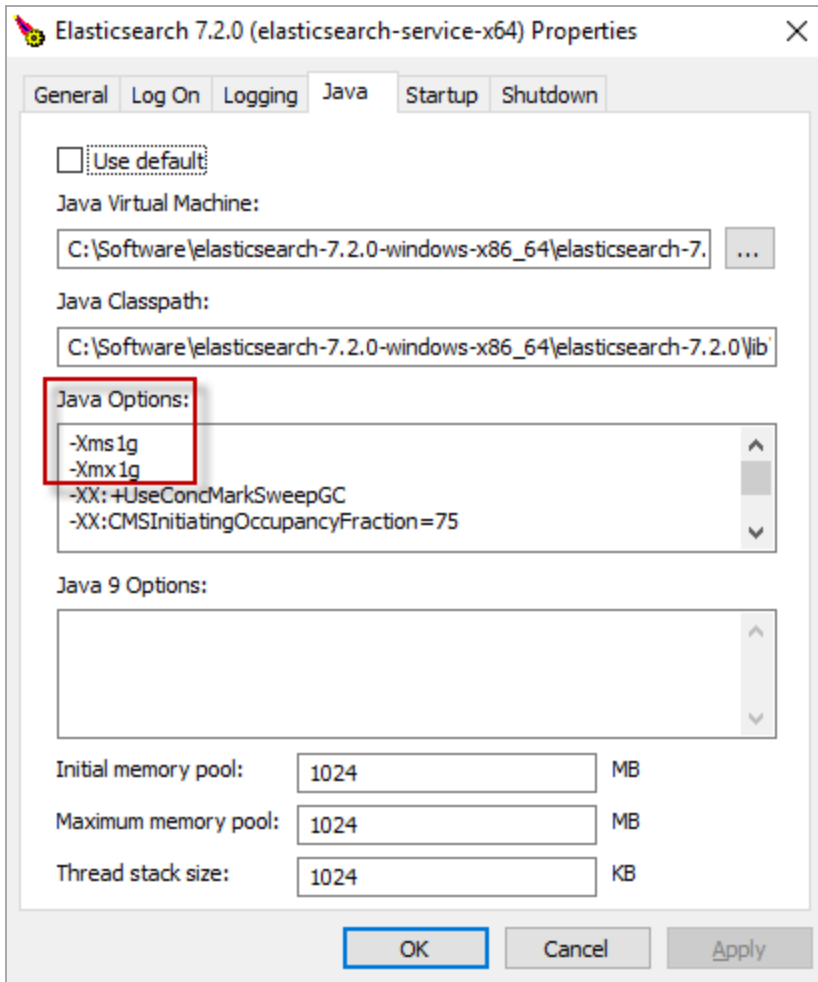 Elasticsearch 7.2.0 (elasticsearch-service-x64) Properties
General Log On Logging Java Startup Shutdown
Use default
Java Virtual Machine:
C:\Software\elasticsearch-7.2.0-windows-x86_64\elasticsearch-7. ...
Java Classpath:
C:\Software\elasticsearch-7.2.0-windows-x86_64\elasticsearch-7.2.0\lib\
Java Options:
-Xms1g
-Xmx1g
-XX:+UseConcMarkSweepGC
-XX:CMSInitiatingOccupancyFraction=75
Java 9 Options:
Initial memory pool: 1024 MB
Maximum memory pool: 1024 MB
Thread stack size: 1024 KB
OK Cancel Apply